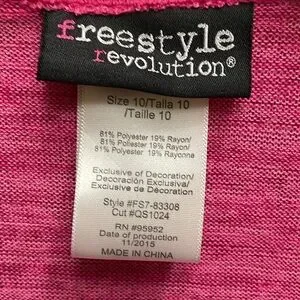 freestyle
revolution®
Size 10/Talla 10
/Taille 10
81% Polyester 19% Rayon/
81% Poliester 19% Rayon/
81% Polyester 19% Rayonne
Exclusive of Decoration/
Decoración Exclusiva/
Exclusive de Décoration
Style #FS7-83308
Cut #QS1024
RN #95952
Date of production
11/2015
MADE IN CHINA